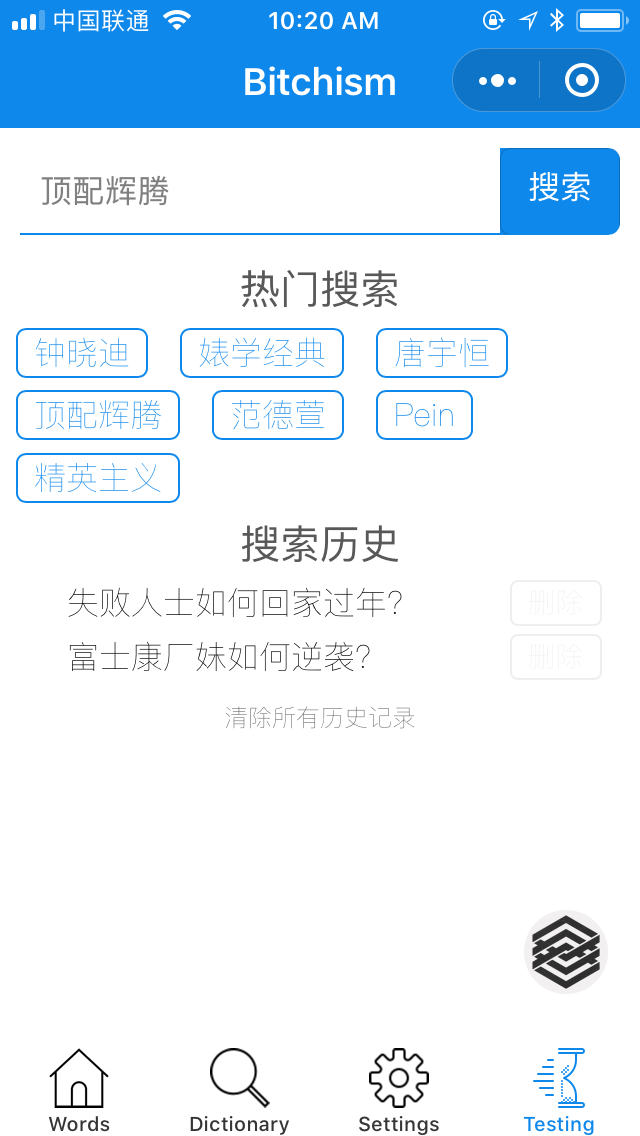 中国联通 10:20 AM
Bitchism
顶配辉腾 搜索
热门搜索
钟晓迪 婊学经典 唐宇恒
顶配辉腾 范德萱 Pein
精英主义
搜索历史
失败人士如何回家过年? 删除
富士康厂妹如何逆袭? 删除
清除所有历史记录
Words Dictionary Settings Testing